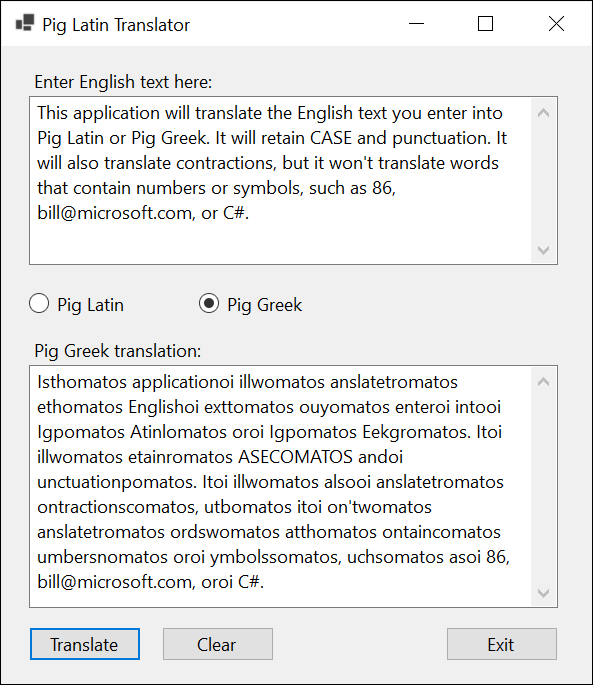 Pig Latin Translator
Enter English text here:
This application will translate the English text you enter into
Pig Latin or Pig Greek. It will retain CASE and punctuation. It
will also translate contractions, but it won't translate words
that contain numbers or symbols, such as 86,
bill@microsoft.com, or C#.
Pig Latin Pig Greek
Pig Greek translation:
Isthomatos applicationoi illwomatos anslatetromatos
ethomatos Englishoi exttomatos ouyomatos enteroi intooi
Igpomatos Atinlomatos oroi Igpomatos Eekgromatos. Itoi
illwomatos etainromatos ASECOMATOS andoi
unctuationpomatos. Itoi illwomatos alsooi anslatetromatos
ontractionscomatos, utbomatos itoi on'twomatos
anslatetromatos ordswomatos atthomatos ontaincomatos
umbersnomatos oroi ymbolssomatos, uchsomatos asoi 86,
bill@microsoft.com, oroi C#.
Translate Clear Exit